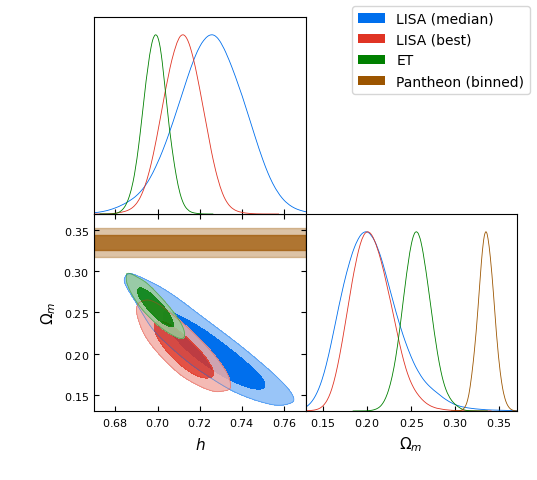 LISA (median)
LISA (best)
ET
Pantheon (binned)
0.35
0.30
0.25
0.20
0.15
Ωm
0.68 0.70 0.72 0.74 0.76
h
0.15 0.20 0.25 0.30 0.35
Ωm